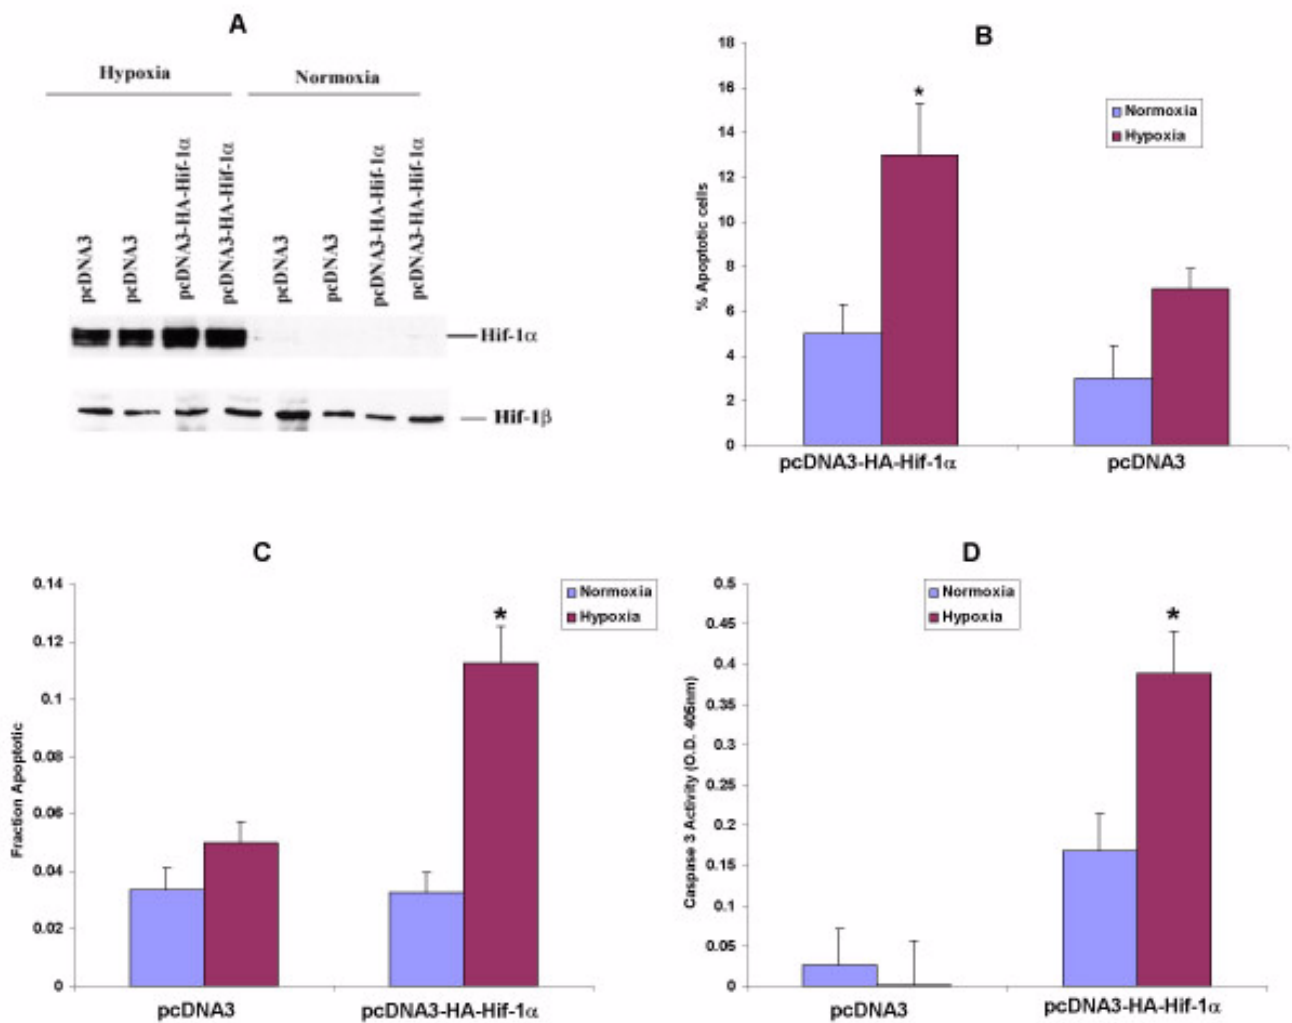 A
Hypoxia
Normoxia
pcDNA3
pcDNA3
pcDNA3-HA-Hif-1α
pcDNA3-HA-Hif-1α
pcDNA3
pcDNA3
pcDNA3-HA-Hif-1α
pcDNA3-HA-Hif-1α
Hif-1α
Hif-1β
B
% Apoptotic cells
18
16
14
12
10
8
6
4
2
0
*
Normoxia
Hypoxia
pcDNA3-HA-Hif-1α
pcDNA3
C
Fraction Apoptotic
0.14
0.12
0.1
0.08
0.06
0.04
0.02
0
*
Normoxia
Hypoxia
pcDNA3
pcDNA3-HA-Hif-1α
D
Caspase 3 Activity (O.D. 405nm)
0.5
0.45
0.4
0.35
0.3
0.25
0.2
0.15
0.1
0.05
0
Normoxia
Hypoxia
*
pcDNA3
pcDNA3-HA-Hif-1α